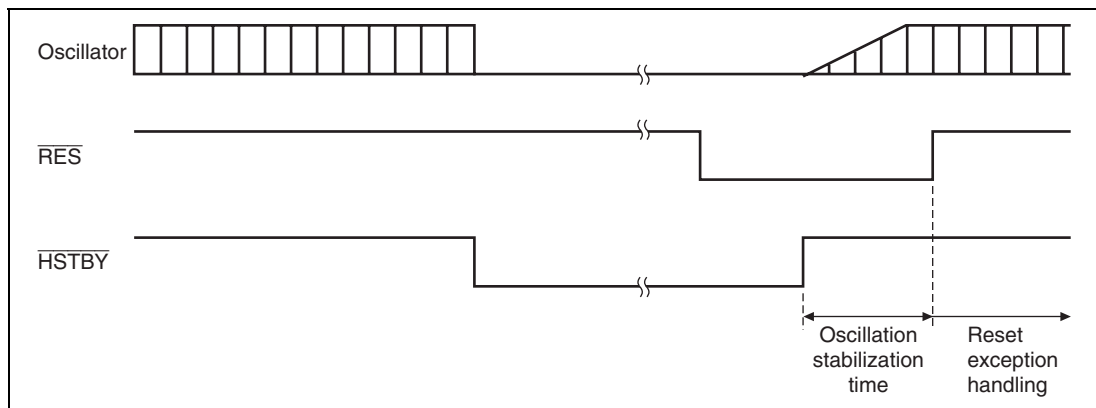 Oscillator
RES
HSTBY
Oscillation
stabilization
time
Reset
exception
handling